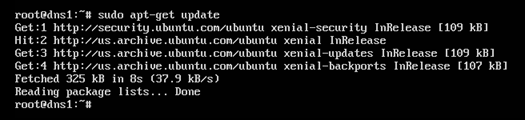 root@dns1:~# sudo apt-get update
Get:1 http://security.ubuntu.com/ubuntu xenial-security InRelease [109 kB]
Hit:2 http://us.archive.ubuntu.com/ubuntu xenial InRelease
Get:3 http://us.archive.ubuntu.com/ubuntu xenial-updates InRelease [109 kB]
Get:4 http://us.archive.ubuntu.com/ubuntu xenial-backports InRelease [107 kB]
Fetched 325 kB in 8s (37.9 kB/s)
Reading package lists... Done
root@dns1:~#